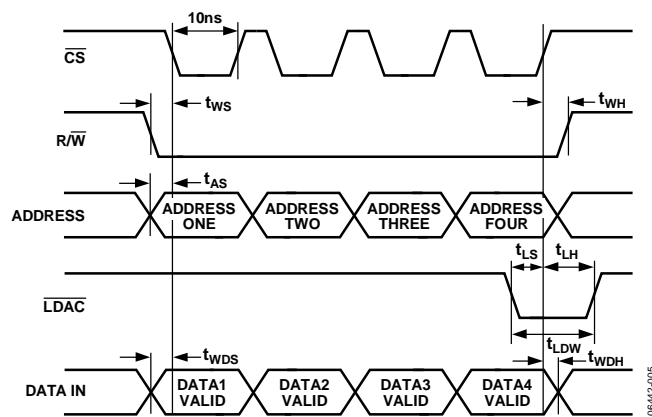 10ns
CS
tWS
tWH
R/W
tAS
ADDRESS
ADDRESS ONE
ADDRESS TWO
ADDRESS THREE
ADDRESS FOUR
tLS
tLH
LDAC
tLDW
tWDS
tWDH
DATA IN
DATA1 VALID
DATA2 VALID
DATA3 VALID
DATA4 VALID
06442-005